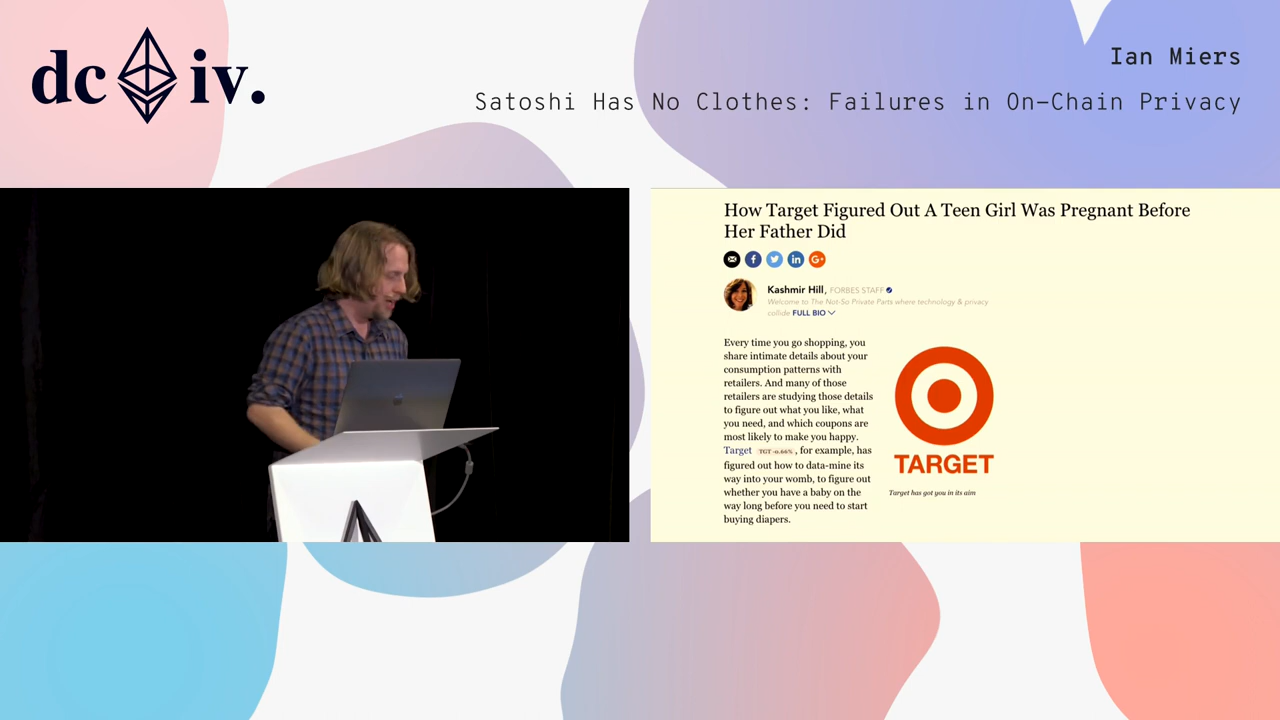 dc iv.
Ian Miers
Satoshi Has No Clothes: Failures in On-Chain Privacy
How Target Figured Out A Teen Girl Was Pregnant Before
Her Father Did
Kashmir Hill, FORBES STAFF
Welcome to The Not-So Private Parts where technology & privacy
collide FULL BIO
Every time you go shopping, you
share intimate details about your
consumption patterns with
retailers. And many of those
retailers are studying those details
to figure out what you like, what
you need, and which coupons are
most likely to make you happy.
Target TGT -0.66% , for example, has
figured out how to data-mine its
way into your womb, to figure out
whether you have a baby on the
way long before you need to start
buying diapers.
TARGET
Target has got you in its aim